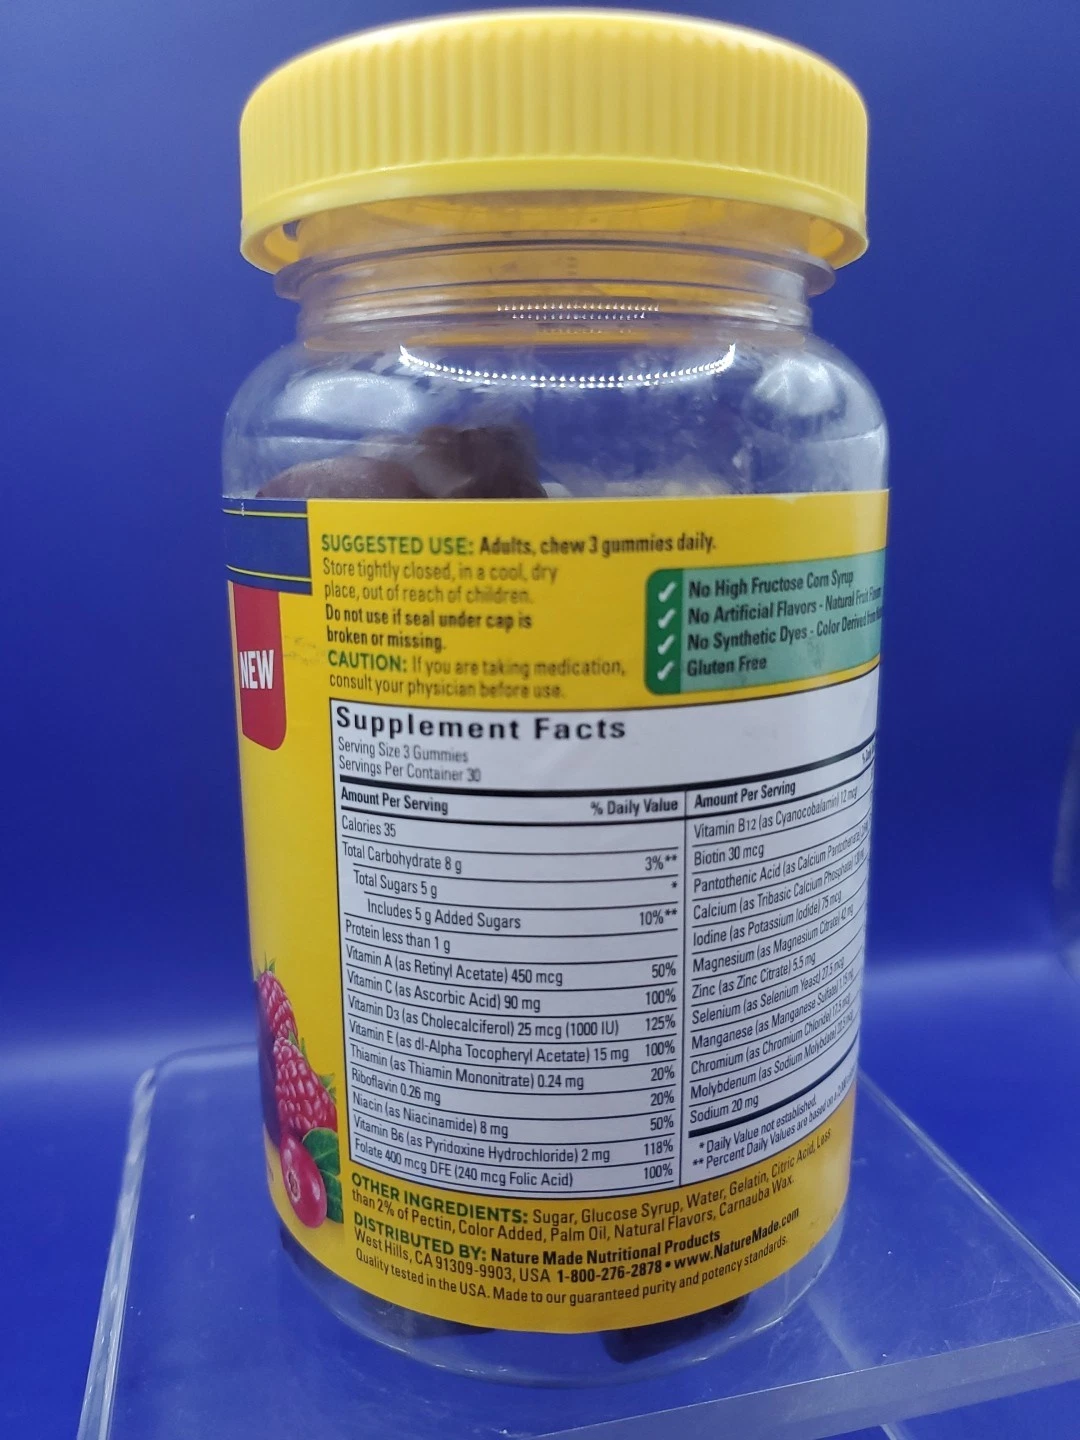 NEW
SUGGESTED USE: Adults, chew 3 gummies daily.
Store tightly closed, in a cool, dry
place, out of reach of children.
Do not use if seal under cap is
broken or missing.
CAUTION: If you are taking medication,
consult your physician before use.
No High Fructose Corn Syrup
No Artificial Flavors - Natural Fruit
No Synthetic Dyes - Color Derived from
Gluten Free
Supplement Facts
Serving Size 3 Gummies
Servings Per Container 30
Amount Per Serving % Daily Value
Calories 35
Total Carbohydrate 8 g 3%**
Total Sugars 5 g *
Includes 5 g Added Sugars 10%**
Protein less than 1 g
Vitamin A (as Retinyl Acetate) 450 mcg 50%
Vitamin C (as Ascorbic Acid) 90 mg 100%
Vitamin D3 (as Cholecalciferol) 25 mcg (1000 IU) 125%
Vitamin E (as dl-Alpha Tocopheryl Acetate) 15 mg 100%
Thiamin (as Thiamin Mononitrate) 0.24 mg 20%
Riboflavin 0.26 mg 20%
Niacin (as Niacinamide) 8 mg 50%
Vitamin B6 (as Pyridoxine Hydrochloride) 2 mg 118%
Folate 400 mcg DFE (240 mcg Folic Acid) 100%
Amount Per Serving
Vitamin B12 (as Cyanocobalamin) 12 mcg
Biotin 30 mcg
Pantothenic Acid (as Calcium Pantothenate)
Calcium (as Tribasic Calcium Phosphate)
Iodine (as Potassium Iodide) 75 mcg
Magnesium (as Magnesium Citrate) 42 mg
Zinc (as Zinc Citrate) 5.5 mg
Selenium (as Selenium Yeast) 27.5 mcg
Manganese (as Manganese Sulfate) 1.15 mg
Chromium (as Chromium Chloride) 17.5 mcg
Molybdenum (as Sodium Molybdate) 22.5 mcg
Sodium 20 mg
* Daily Value not established.
** Percent Daily Values are based on a
OTHER INGREDIENTS: Sugar, Glucose Syrup, Water, Gelatin, Citric Acid, Less
than 2% of Pectin, Color Added, Palm Oil, Natural Flavors, Carnauba Wax.
DISTRIBUTED BY: Nature Made Nutritional Products
West Hills, CA 91309-9903, USA 1-800-276-2878 • www.NatureMade.com
Quality tested in the USA. Made to our guaranteed purity and potency standards.